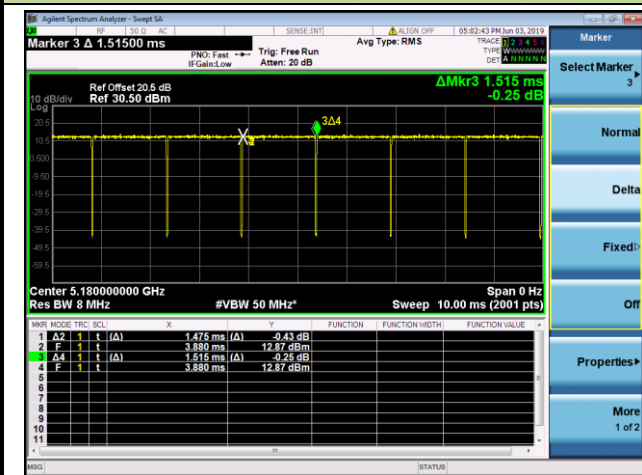 Agilent Spectrum Analyzer - Swept SA
RF 50 Ω AC SENSE:INT ALIGN OFF 05:02:43 PM Jun 03, 2019
Marker 3 Δ 1.51500 ms
PNO: Fast
IFGain:Low
Trig: Free Run
Atten: 20 dB
Avg Type: RMS
TRACE 1 2 3 4 5 6
TYPE WWWWWW
DET A N N N N N
Ref Offset 20.5 dB
Ref 30.50 dBm
10 dB/div
Log
ΔMkr3 1.515 ms
-0.25 dB
20.5
10.5
0.500
-9.50
-19.5
-29.5
-39.5
-49.5
-59.5
3Δ4
Center 5.180000000 GHz
Span 0 Hz
Res BW 8 MHz #VBW 50 MHz* Sweep 10.00 ms (2001 pts)
MKR MODE TRC SCL X Y FUNCTION FUNCTION WIDTH FUNCTION VALUE
1 Δ2 1 t (Δ) 1.475 ms (Δ) -0.43 dB
2 F 1 t 3.880 ms 12.87 dBm
3 Δ4 1 t (Δ) 1.515 ms (Δ) -0.25 dB
4 F 1 t 3.880 ms 12.87 dBm
5
6
7
8
9
10
11
MSG STATUS
Marker
Select Marker
3
Normal
Delta
Fixed
Off
Properties
More
1 of 2